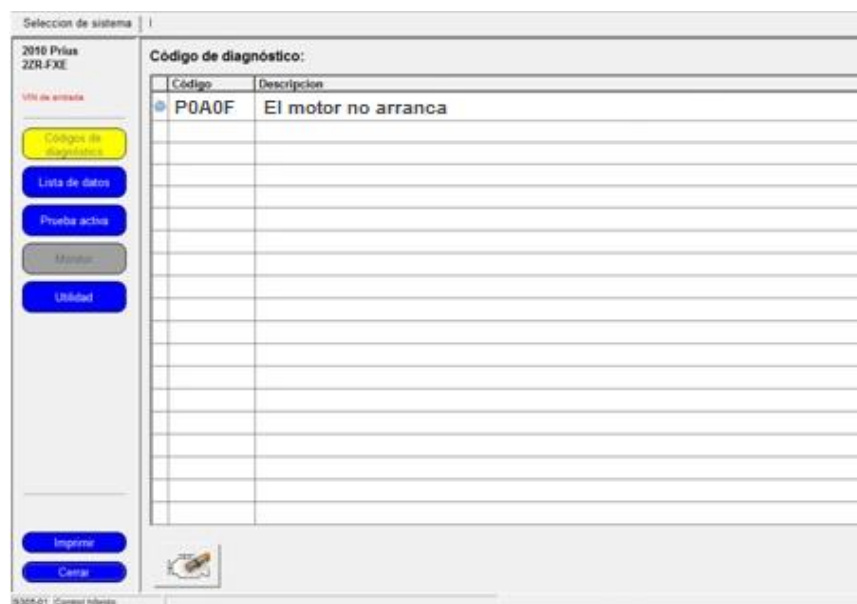 Seleccion de sistema
2010 Prius
2ZR-FXE
VIN de entrada
Códigos de
diagnóstico
Lista de datos
Prueba activa
Monitor
Utilidad
Imprimir
Cerrar
Código de diagnóstico:
Código Descripcion
P0A0F El motor no arranca